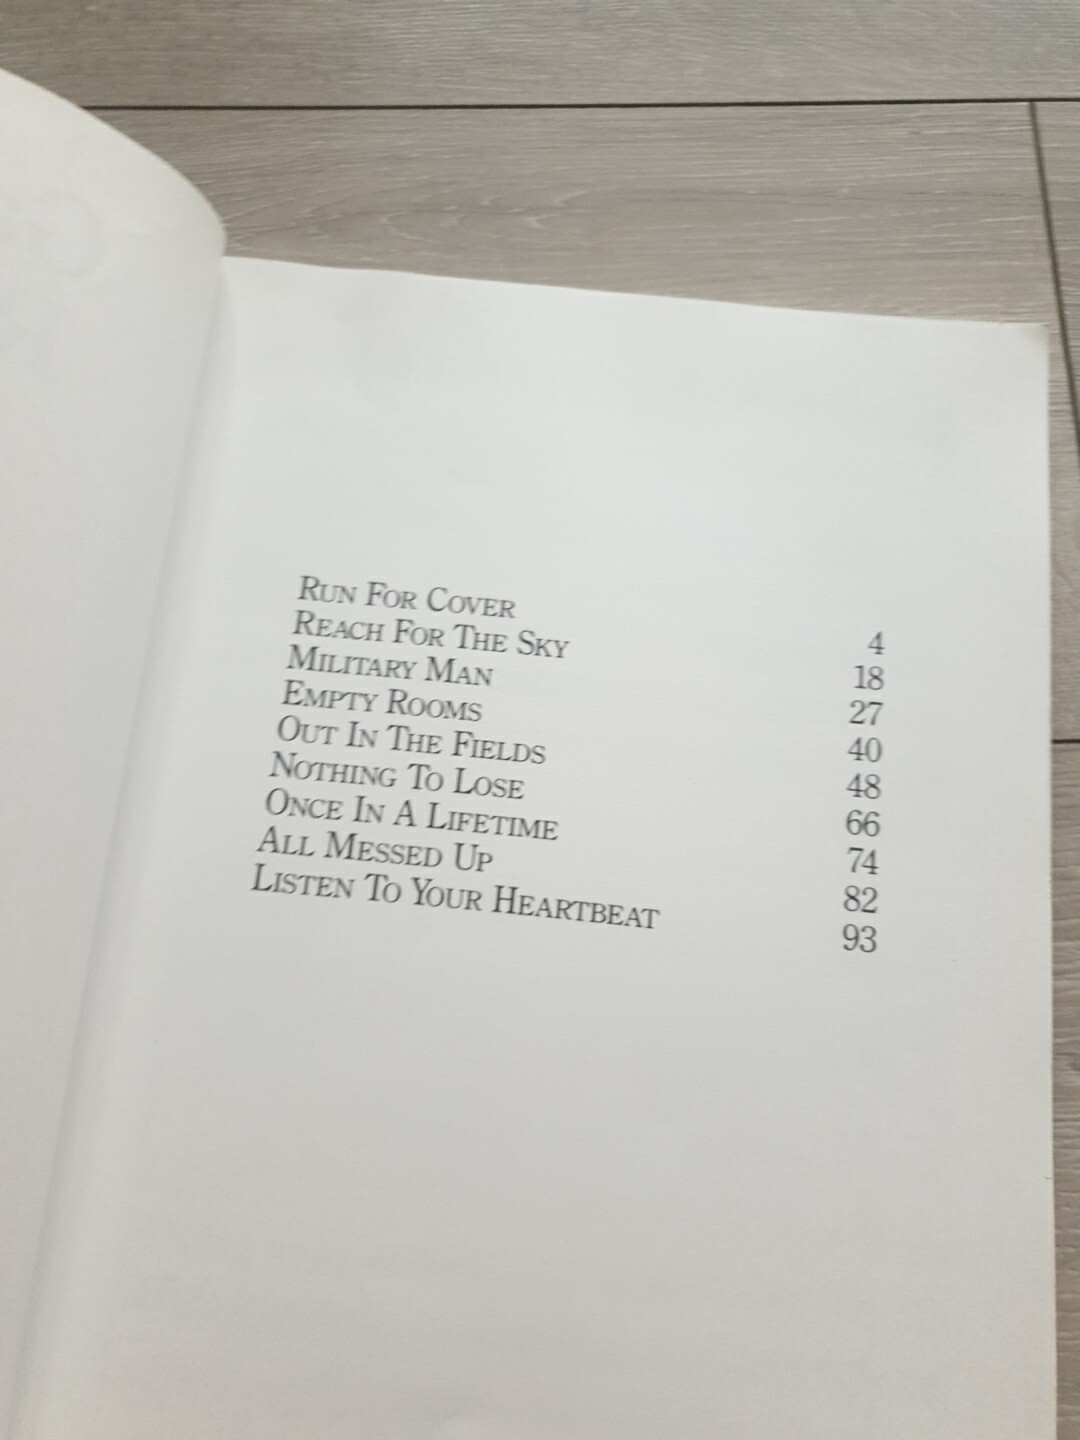 RUN FOR COVER 4
REACH FOR THE SKY 18
MILITARY MAN 27
EMPTY ROOMS 40
OUT IN THE FIELDS 48
NOTHING TO LOSE 66
ONCE IN A LIFETIME 74
ALL MESSED UP 82
LISTEN TO YOUR HEARTBEAT 93